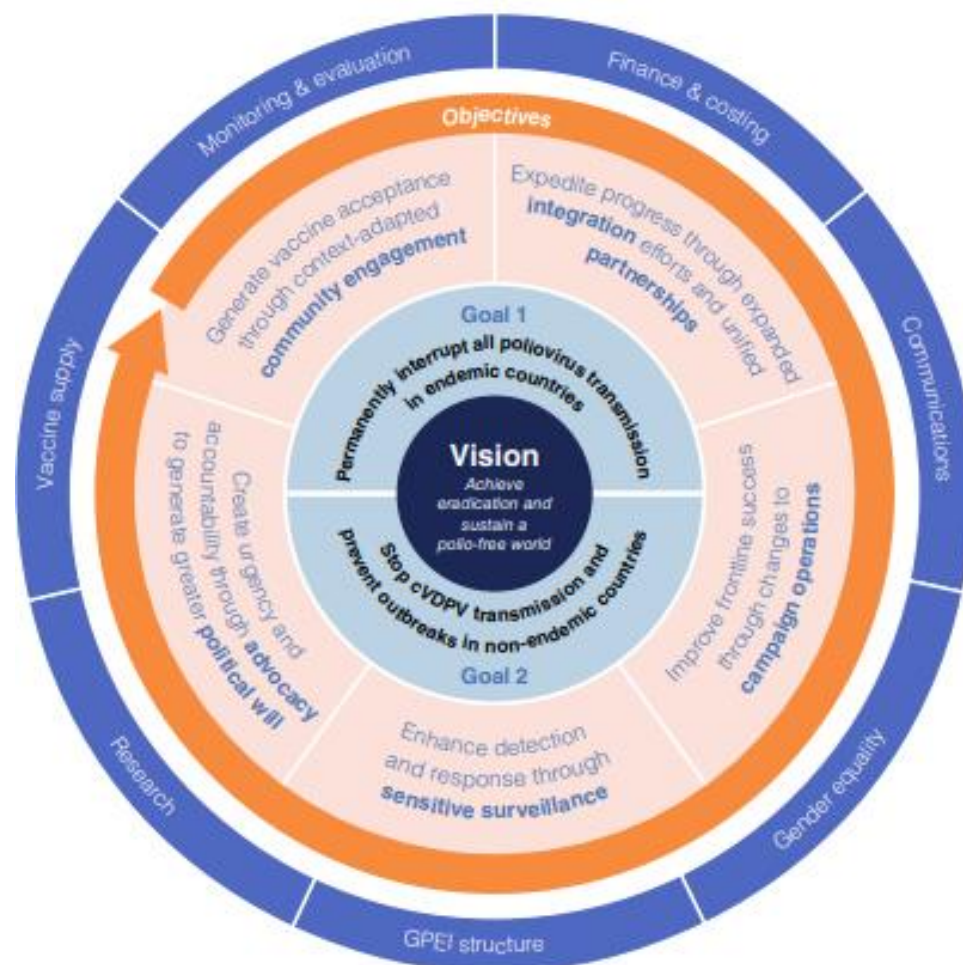 Monitoring & evaluation
Finance & costing
Communications
Gender equality
GPEI structure
Research
Vaccine supply
Objectives
Generate vaccine acceptance
through context-adapted
community engagement
Expedite progress through expanded
integration efforts and unified
partnerships
Improve frontline success
through changes to
campaign operations
Enhance detection
and response through
sensitive surveillance
Create urgency and
accountability through advocacy
to generate greater political will
Goal 1
Permanently interrupt all poliovirus transmission
in endemic countries
Vision
Achieve
eradication and
sustain a
polio-free world
Stop cVDPV transmission and
prevent outbreaks in non-endemic countries
Goal 2